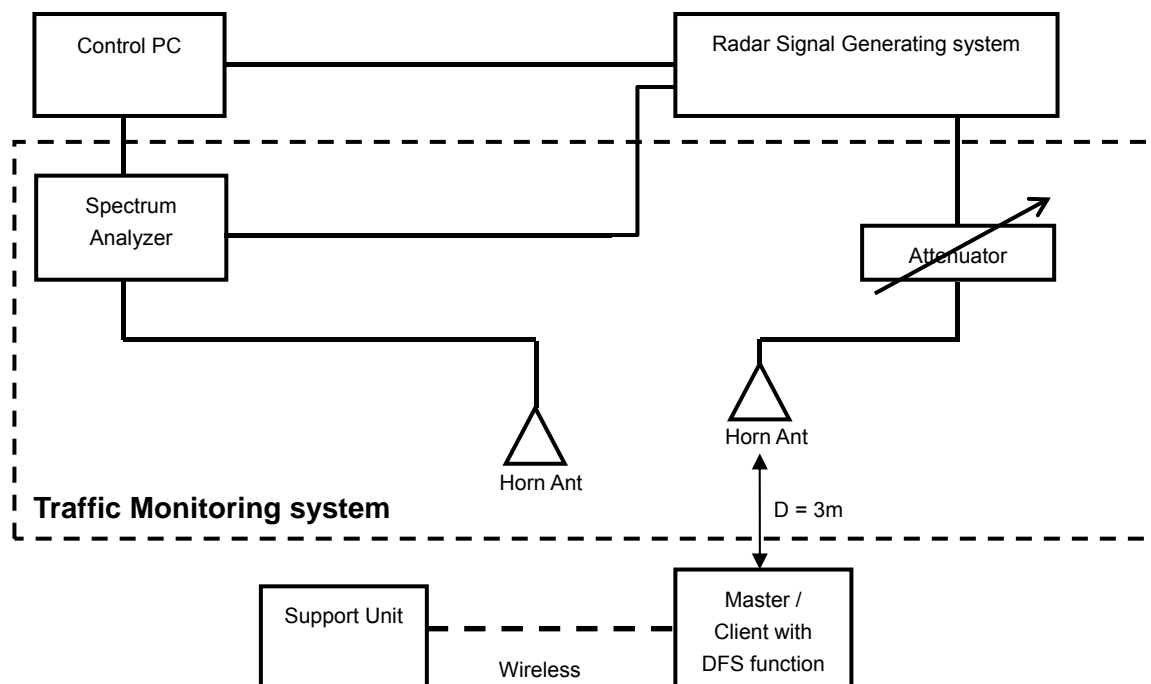 Control PC
Radar Signal Generating system
Spectrum
Analyzer
Attenuator
Horn Ant
Horn Ant
Traffic Monitoring system
D = 3m
Support Unit
Wireless
Master /
Client with
DFS function